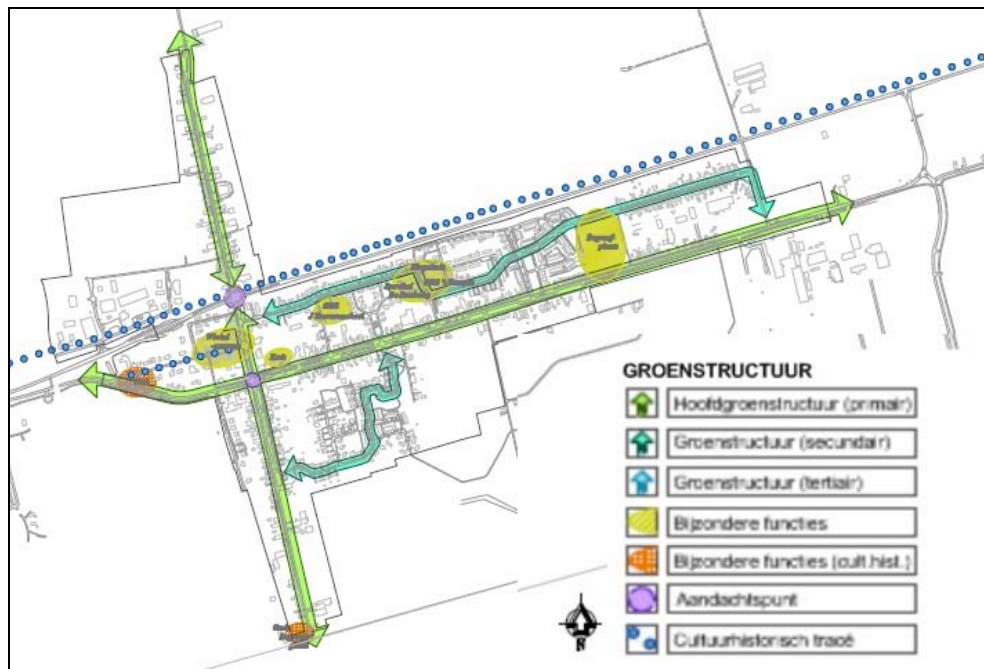 GROENSTRUCTUUR
Hoofdgroenstructuur (primair)
Groenstructuur (secundair)
Groenstructuur (tertiair)
Bijzondere functies
Bijzondere functies (cult.hist.)
Aandachtspunt
Cultuurhistorisch tracé
N